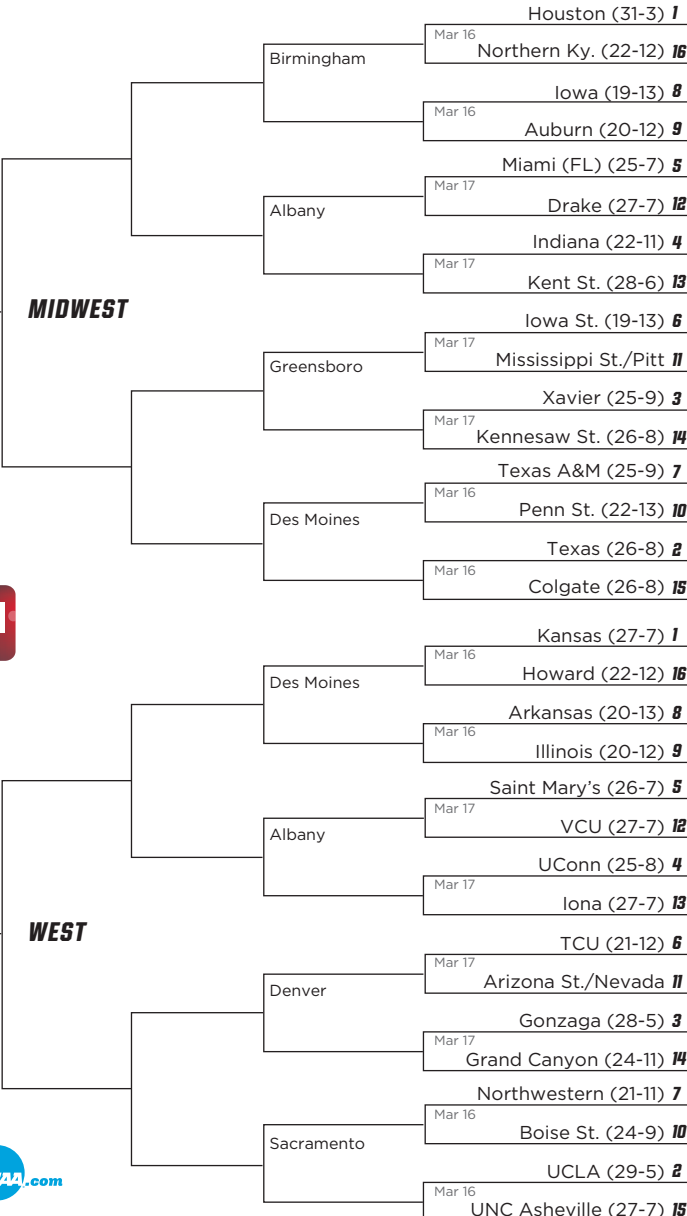 Houston (31-3) 1
Mar 16
Northern Ky. (22-12) 16
Birmingham
Iowa (19-13) 8
Mar 16
Auburn (20-12) 9
Miami (FL) (25-7) 5
Mar 17
Drake (27-7) 12
Albany
Indiana (22-11) 4
Mar 17
Kent St. (28-6) 13
MIDWEST
Iowa St. (19-13) 6
Mar 17
Mississippi St./Pitt 11
Greensboro
Xavier (25-9) 3
Mar 17
Kennesaw St. (26-8) 14
Texas A&M (25-9) 7
Mar 16
Penn St. (22-13) 10
Des Moines
Texas (26-8) 2
Mar 16
Colgate (26-8) 15
Kansas (27-7) 1
Mar 16
Howard (22-12) 16
Des Moines
Arkansas (20-13) 8
Mar 16
Illinois (20-12) 9
Saint Mary's (26-7) 5
Mar 17
VCU (27-7) 12
Albany
UConn (25-8) 4
Mar 17
Iona (27-7) 13
WEST
TCU (21-12) 6
Mar 17
Arizona St./Nevada 11
Denver
Gonzaga (28-5) 3
Mar 17
Grand Canyon (24-11) 14
Northwestern (21-11) 7
Mar 16
Boise St. (24-9) 10
Sacramento
UCLA (29-5) 2
Mar 16
UNC Asheville (27-7) 15
.com